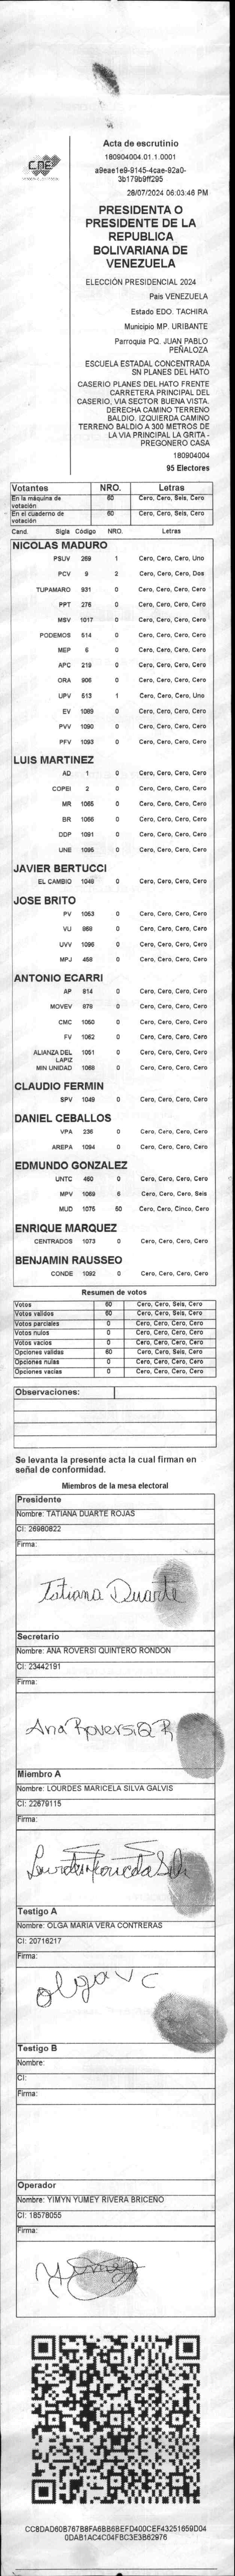 CNE
Acta de escrutinio
180904004.01.1.0001
a9eae1e9-9145-4cae-92a0-
3b179b9ff295
28/07/2024 06:03:46 PM
PRESIDENTA O
PRESIDENTE DE LA
REPUBLICA
BOLIVARIANA DE
VENEZUELA
ELECCIÓN PRESIDENCIAL 2024
Pais VENEZUELA
Estado EDO. TACHIRA
Municipio MP. URIBANTE
Parroquia PQ. JUAN PABLO
PEÑALOZA
ESCUELA ESTADAL CONCENTRADA
SN PLANES DEL HATO
CASERIO PLANES DEL HATO FRENTE
CARRETERA PRINCIPAL DEL
CASERIO, VIA SECTOR BUENA VISTA.
DERECHA CAMINO TERRENO
BALDIO. IZQUIERDA CAMINO
TERRENO BALDIO A 300 METROS DE
LA VIA PRINCIPAL LA GRITA -
PREGONERO CASA
180904004
95 Electores
Votantes NRO. Letras
En la máquina de votación 60 Cero, Cero, Seis, Cero
En el cuaderno de votación 60 Cero, Cero, Seis, Cero
Cand. Sigla Código NRO. Letras
NICOLAS MADURO
PSUV 269 1 Cero, Cero, Cero, Uno
PCV 9 2 Cero, Cero, Cero, Dos
TUPAMARO 931 0 Cero, Cero, Cero, Cero
PPT 276 0 Cero, Cero, Cero, Cero
MSV 1017 0 Cero, Cero, Cero, Cero
PODEMOS 514 0 Cero, Cero, Cero, Cero
MEP 6 0 Cero, Cero, Cero, Cero
APC 219 0 Cero, Cero, Cero, Cero
ORA 906 0 Cero, Cero, Cero, Cero
UPV 513 1 Cero, Cero, Cero, Uno
EV 1089 0 Cero, Cero, Cero, Cero
PVV 1090 0 Cero, Cero, Cero, Cero
PFV 1093 0 Cero, Cero, Cero, Cero
LUIS MARTINEZ
AD 1 0 Cero, Cero, Cero, Cero
COPEI 2 0 Cero, Cero, Cero, Cero
MR 1065 0 Cero, Cero, Cero, Cero
BR 1066 0 Cero, Cero, Cero, Cero
DDP 1091 0 Cero, Cero, Cero, Cero
UNE 1095 0 Cero, Cero, Cero, Cero
JAVIER BERTUCCI
EL CAMBIO 1048 0 Cero, Cero, Cero, Cero
JOSE BRITO
PV 1053 0 Cero, Cero, Cero, Cero
VU 868 0 Cero, Cero, Cero, Cero
UVV 1096 0 Cero, Cero, Cero, Cero
MPJ 458 0 Cero, Cero, Cero, Cero
ANTONIO ECARRI
AP 814 0 Cero, Cero, Cero, Cero
MOVEV 878 0 Cero, Cero, Cero, Cero
CMC 1050 0 Cero, Cero, Cero, Cero
FV 1062 0 Cero, Cero, Cero, Cero
ALIANZA DEL LAPIZ 1051 0 Cero, Cero, Cero, Cero
MIN UNIDAD 1088 0 Cero, Cero, Cero, Cero
CLAUDIO FERMIN
SPV 1049 0 Cero, Cero, Cero, Cero
DANIEL CEBALLOS
VPA 236 0 Cero, Cero, Cero, Cero
AREPA 1094 0 Cero, Cero, Cero, Cero
EDMUNDO GONZALEZ
UNTC 460 0 Cero, Cero, Cero, Cero
MPV 1069 6 Cero, Cero, Cero, Seis
MUD 1075 50 Cero, Cero, Cinco, Cero
ENRIQUE MARQUEZ
CENTRADOS 1073 0 Cero, Cero, Cero, Cero
BENJAMIN RAUSSEO
CONDE 1092 0 Cero, Cero, Cero, Cero
Resumen de votos
Votos 60 Cero, Cero, Seis, Cero
Votos validos 60 Cero, Cero, Seis, Cero
Votos parciales 0 Cero, Cero, Cero, Cero
Votos nulos 0 Cero, Cero, Cero, Cero
Votos vacios 0 Cero, Cero, Cero, Cero
Opciones validas 60 Cero, Cero, Seis, Cero
Opciones nulas 0 Cero, Cero, Cero, Cero
Opciones vacias 0 Cero, Cero, Cero, Cero
Observaciones:
Se levanta la presente acta la cual firman en
señal de conformidad.
Miembros de la mesa electoral
Presidente
Nombre: TATIANA DUARTE ROJAS
CI: 26980822
Firma:
Tatiana Duarte
Secretario
Nombre: ANA ROVERSI QUINTERO RONDON
CI: 23442191
Firma:
Ana Roversi Q R
Miembro A
Nombre: LOURDES MARICELA SILVA GALVIS
CI: 22679115
Firma:
Testigo A
Nombre: OLGA MARIA VERA CONTRERAS
CI: 20716217
Firma:
Olga V C
Testigo B
Nombre:
CI:
Firma:
Operador
Nombre: YIMYN YUMEY RIVERA BRICEÑO
CI: 18578055
Firma:
CC8DAD60B767B8FA6BB6BEFD400CEF43251659D04
0DAB1AC4C04FBC3E3B62976